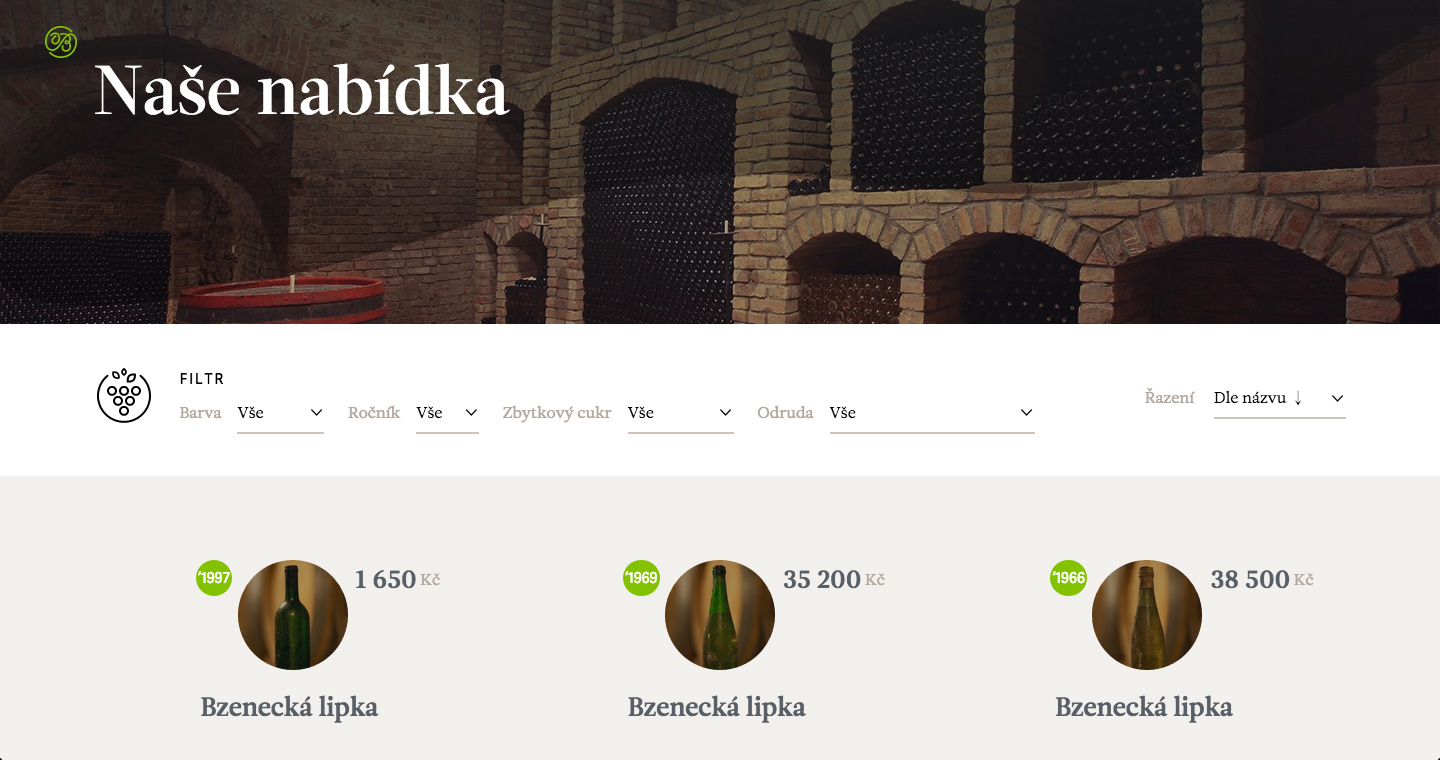 Naše nabídka
FILTR
Barva Vše Ročník Vše Zbytkový cukr Vše Odruda Vše
Řazení Dle názvu ↓
'1997 1 650 Kč
'1969 35 200 Kč
'1966 38 500 Kč
Bzenecká lipka
Bzenecká lipka
Bzenecká lipka